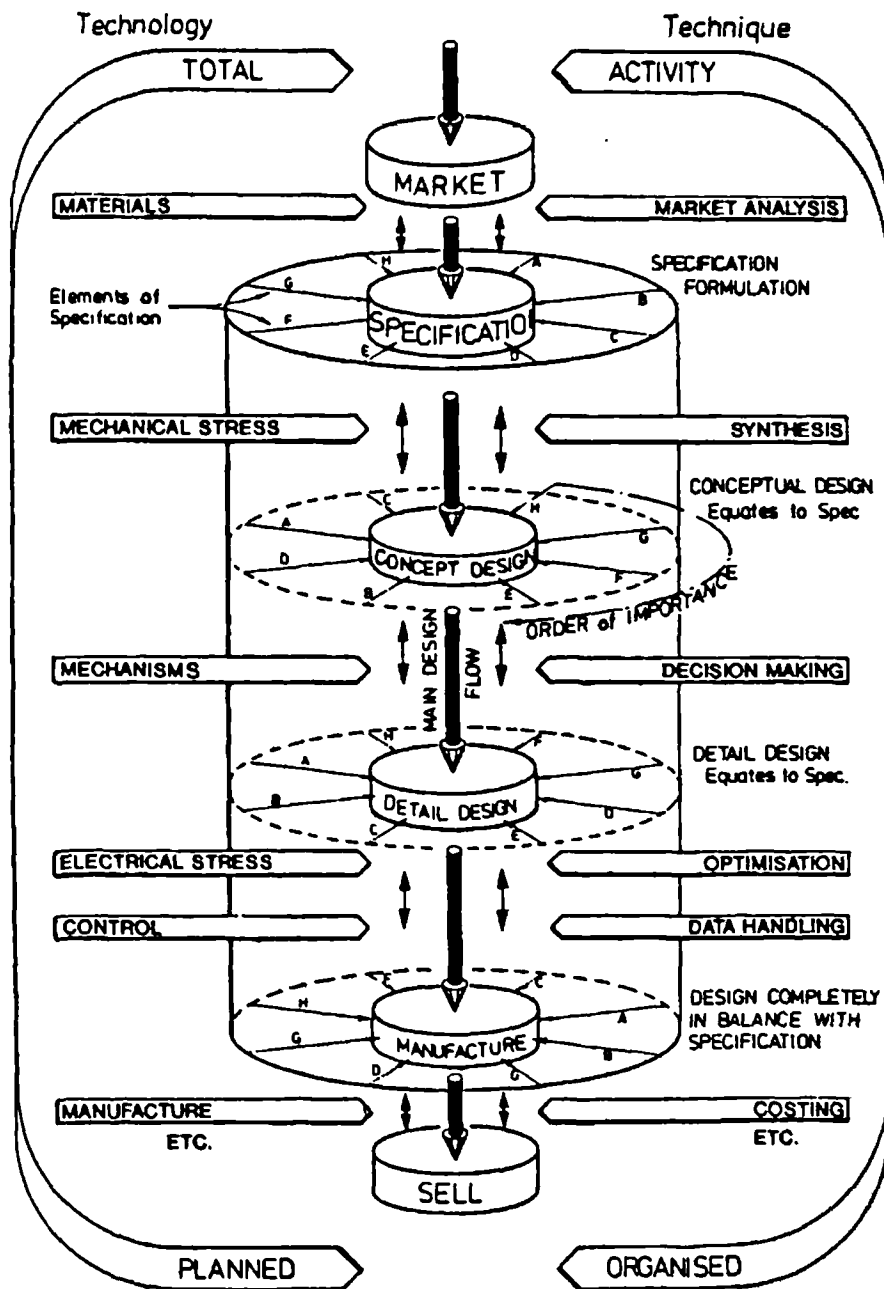 Technology
Technique
TOTAL
ACTIVITY
MARKET
MATERIALS
MARKET ANALYSIS
H
A
SPECIFICATION
FORMULATION
G
B
Elements of
Specification
SPECIFICATIO
F
C
E
D
MECHANICAL STRESS
SYNTHESIS
CONCEPTUAL DESIGN
Equates to Spec
C
H
A
G
D
CONCEPT DESIGN
F
B
E
ORDER of IMPORTANCE
MECHANISMS
MAIN DESIGN
FLOW
DECISION MAKING
H
F
DETAIL DESIGN
Equates to Spec.
A
G
B
DETAIL DESIGN
D
C
E
ELECTRICAL STRESS
OPTIMISATION
CONTROL
DATA HANDLING
C
DESIGN COMPLETELY
IN BALANCE WITH
SPECIFICATION
H
A
G
MANUFACTURE
B
D
G
MANUFACTURE
COSTING
ETC.
ETC.
SELL
PLANNED
ORGANISED